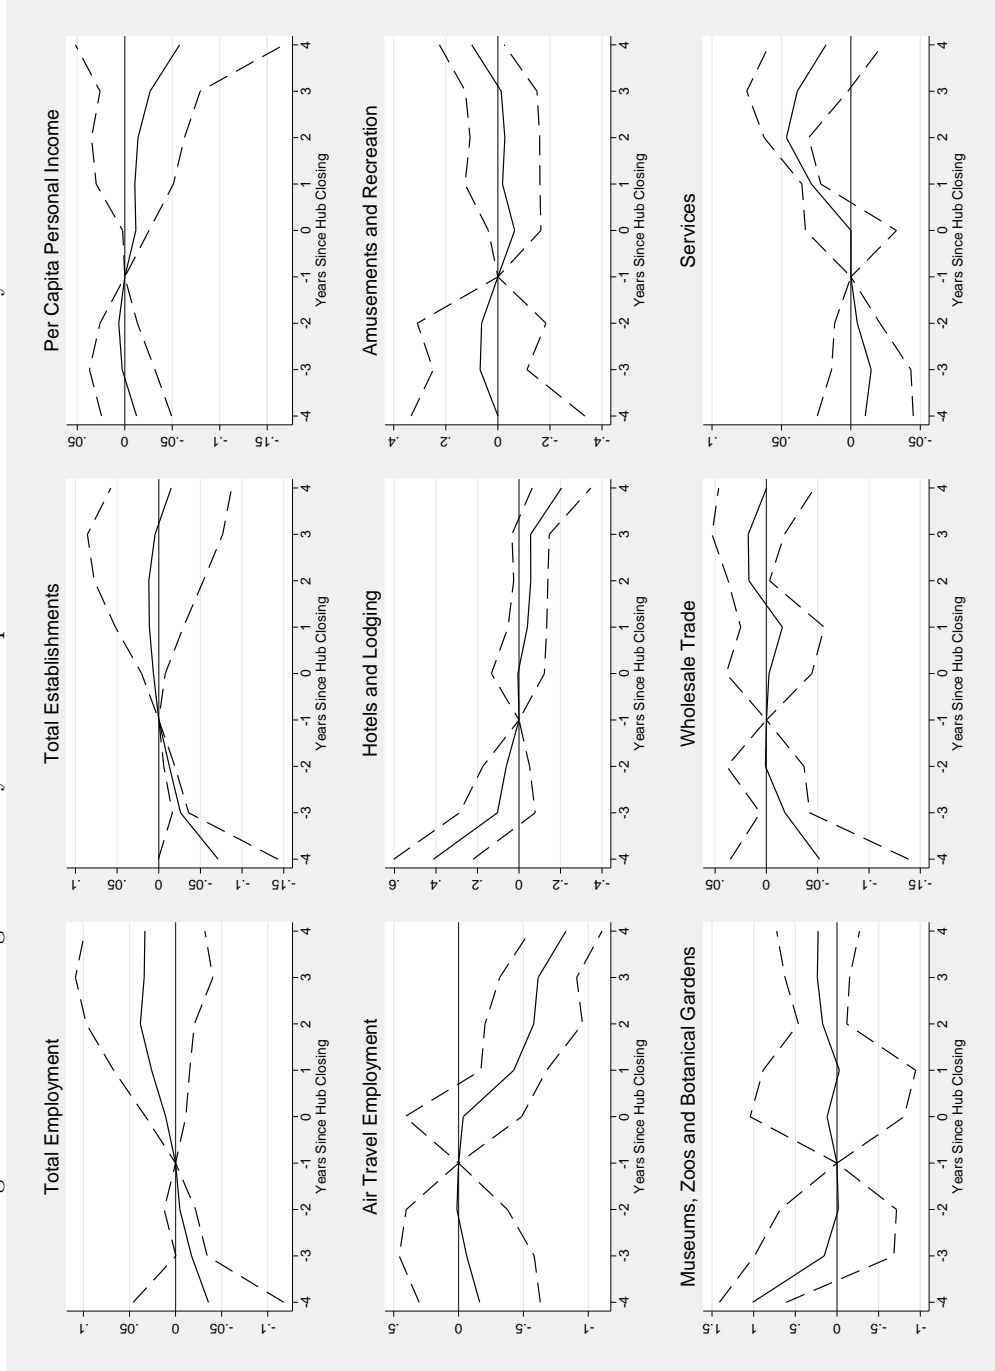 Total Employment
.1
.05
0
-.05
-.1
-4 -3 -2 -1 0 1 2 3 4
Years Since Hub Closing
Total Establishments
.1
.05
0
-.05
-.1
-.15
-4 -3 -2 -1 0 1 2 3 4
Years Since Hub Closing
Per Capita Personal Income
.05
0
-.05
-.1
-.15
-4 -3 -2 -1 0 1 2 3 4
Years Since Hub Closing
Air Travel Employment
.5
0
-.5
-1
-4 -3 -2 -1 0 1 2 3 4
Years Since Hub Closing
Hotels and Lodging
.6
.4
.2
0
-.2
-.4
-4 -3 -2 -1 0 1 2 3 4
Years Since Hub Closing
Amusements and Recreation
.4
.2
0
-.2
-.4
-4 -3 -2 -1 0 1 2 3 4
Years Since Hub Closing
Museums, Zoos and Botanical Gardens
1.5
1
.5
0
-.5
-1
-4 -3 -2 -1 0 1 2 3 4
Years Since Hub Closing
Wholesale Trade
.05
0
-.05
-.1
-.15
-4 -3 -2 -1 0 1 2 3 4
Years Since Hub Closing
Services
.1
.05
0
-.05
-4 -3 -2 -1 0 1 2 3 4
Years Since Hub Closing